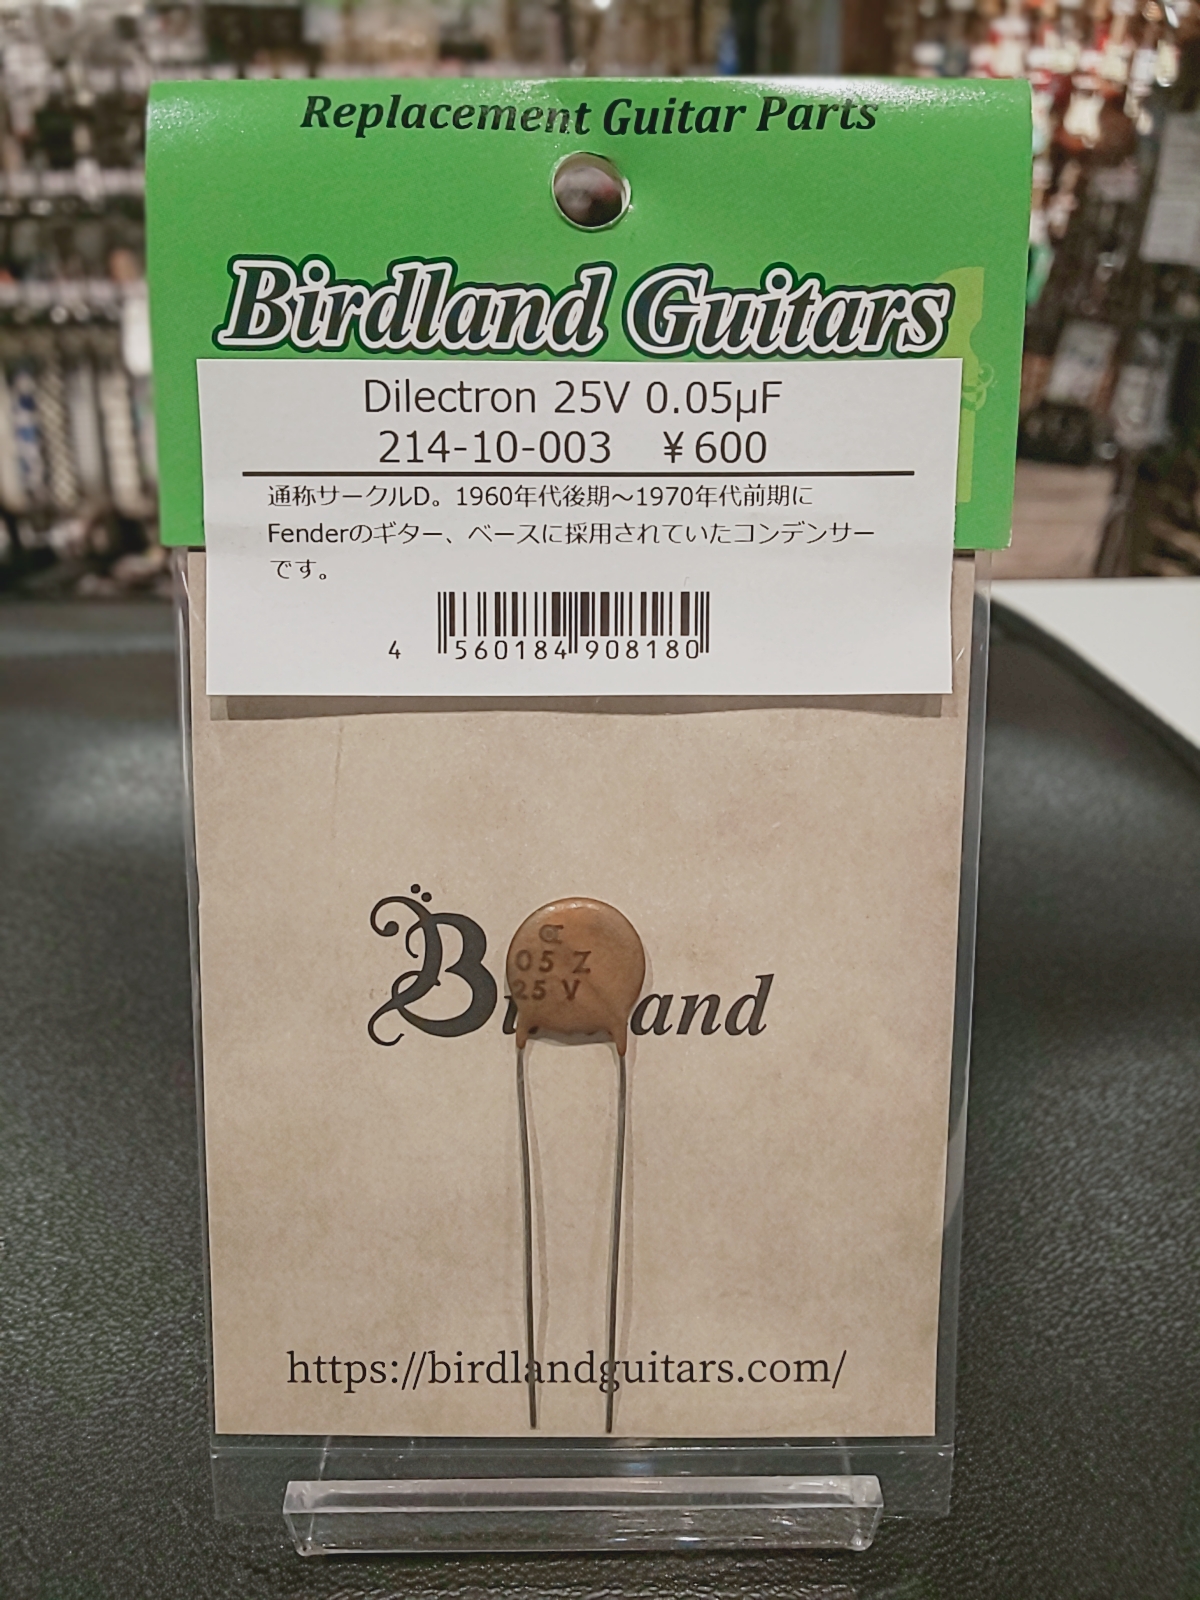 Replacement Guitar Parts
Birdland Guitars
Dilectron 25V 0.05μF
214-10-003 ¥600
通称サークルD。1960年代後期～1970年代前期に
Fenderのギター、ベースに採用されていたコンデンサー
です。
4 560184 908180
05 Z
25 V
and
https://birdlandguitars.com/